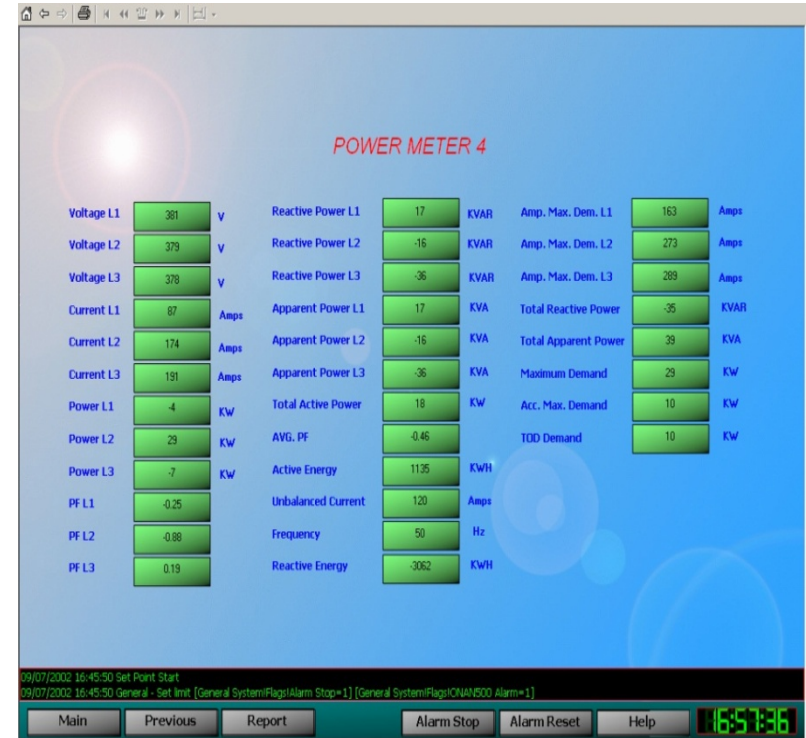 POWER METER 4
Voltage L1 381 V
Voltage L2 379 V
Voltage L3 378 V
Current L1 87 Amps
Current L2 174 Amps
Current L3 191 Amps
Power L1 -4 KW
Power L2 29 KW
Power L3 -7 KW
PF L1 -0.25
PF L2 -0.88
PF L3 0.19
Reactive Power L1 17 KVAR
Reactive Power L2 -16 KVAR
Reactive Power L3 -36 KVAR
Apparent Power L1 17 KVA
Apparent Power L2 -16 KVA
Apparent Power L3 -36 KVA
Total Active Power 18 KW
AVG. PF -0.46
Active Energy 1135 KWH
Unbalanced Current 120 Amps
Frequency 50 Hz
Reactive Energy -3062 KWH
Amp. Max. Dem. L1 163 Amps
Amp. Max. Dem. L2 273 Amps
Amp. Max. Dem. L3 289 Amps
Total Reactive Power -35 KVAR
Total Apparent Power 39 KVA
Maximum Demand 29 KW
Acc. Max. Demand 10 KW
TOD Demand 10 KW
09/07/2002 16:45:50 Set Point Start
09/07/2002 16:45:50 General - Set limit [General System!Flags!Alarm Stop=1] [General System!Flags!ONAN500 Alarm=1]
Main Previous Report Alarm Stop Alarm Reset Help 16:57:36